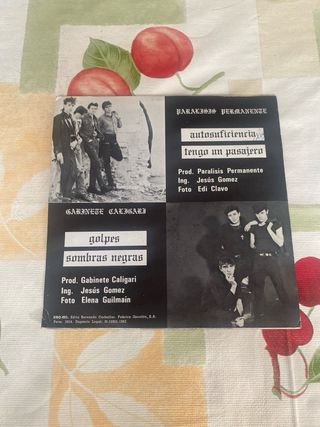 PARALISIS PERMANENTE
autosuficiencia
tengo un pasajero
Prod. Paralisis Permanente
Ing. Jesús Gomez
Foto Edi Clavo
GABINETE CALIGARI
golpes
sombras negras
Prod. Gabinete Caligari
Ing. Jesús Gomez
Foto Elena Guilmain